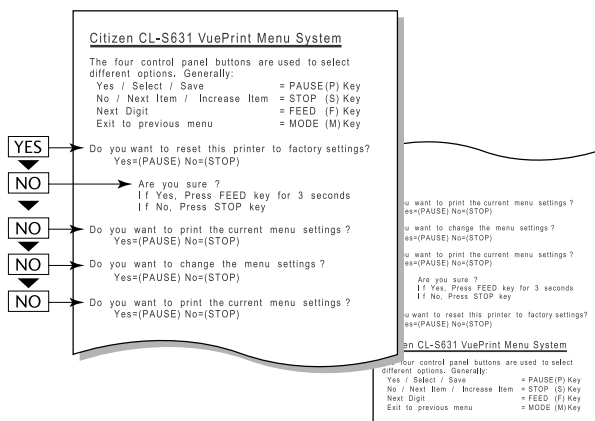 Citizen CL-S631 VuePrint Menu System
The four control panel buttons are used to select
different options. Generally:
Yes / Select / Save = PAUSE(P) Key
No / Next Item / Increase Item = STOP (S) Key
Next Digit = FEED (F) Key
Exit to previous menu = MODE (M) Key
YES
Do you want to reset this printer to factory settings?
Yes=(PAUSE) No=(STOP)
NO
Are you sure ?
If Yes, Press FEED key for 3 seconds
If No, Press STOP key
NO
Do you want to print the current menu settings ?
Yes=(PAUSE) No=(STOP)
NO
Do you want to change the menu settings ?
Yes=(PAUSE) No=(STOP)
NO
Do you want to print the current menu settings ?
Yes=(PAUSE) No=(STOP)
want to print the current menu settings ?
No=(STOP)
want to change the menu settings ?
No=(STOP)
want to print the current menu settings ?
No=(STOP)
Are you sure ?
If Yes, Press FEED key for 3 seconds
If No, Press STOP key
want to reset this printer to factory settings?
No=(STOP)
CL-S631 VuePrint Menu System
four control panel buttons are used to select
different options. Generally:
Yes / Select / Save = PAUSE(P) Key
No / Next Item / Increase Item = STOP (S) Key
Next Digit = FEED (F) Key
Exit to previous menu = MODE (M) Key